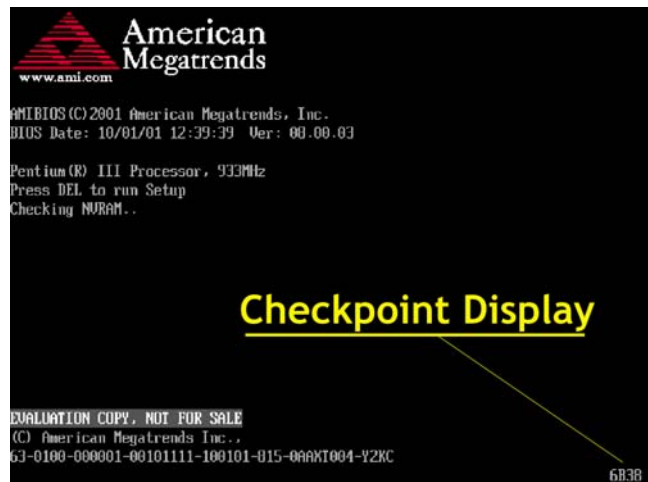 American
Megatrends
www.ami.com
AMIBIOS(C)2001 American Megatrends, Inc.
BIOS Date: 10/01/01 12:39:39 Ver: 08.00.03
Pentium(R) III Processor, 933MHz
Press DEL to run Setup
Checking NVRAM..
Checkpoint Display
EVALUATION COPY, NOT FOR SALE
(C) American Megatrends Inc.,
63-0100-000001-00101111-100101-815-0AAXT004-Y2KC
6B38